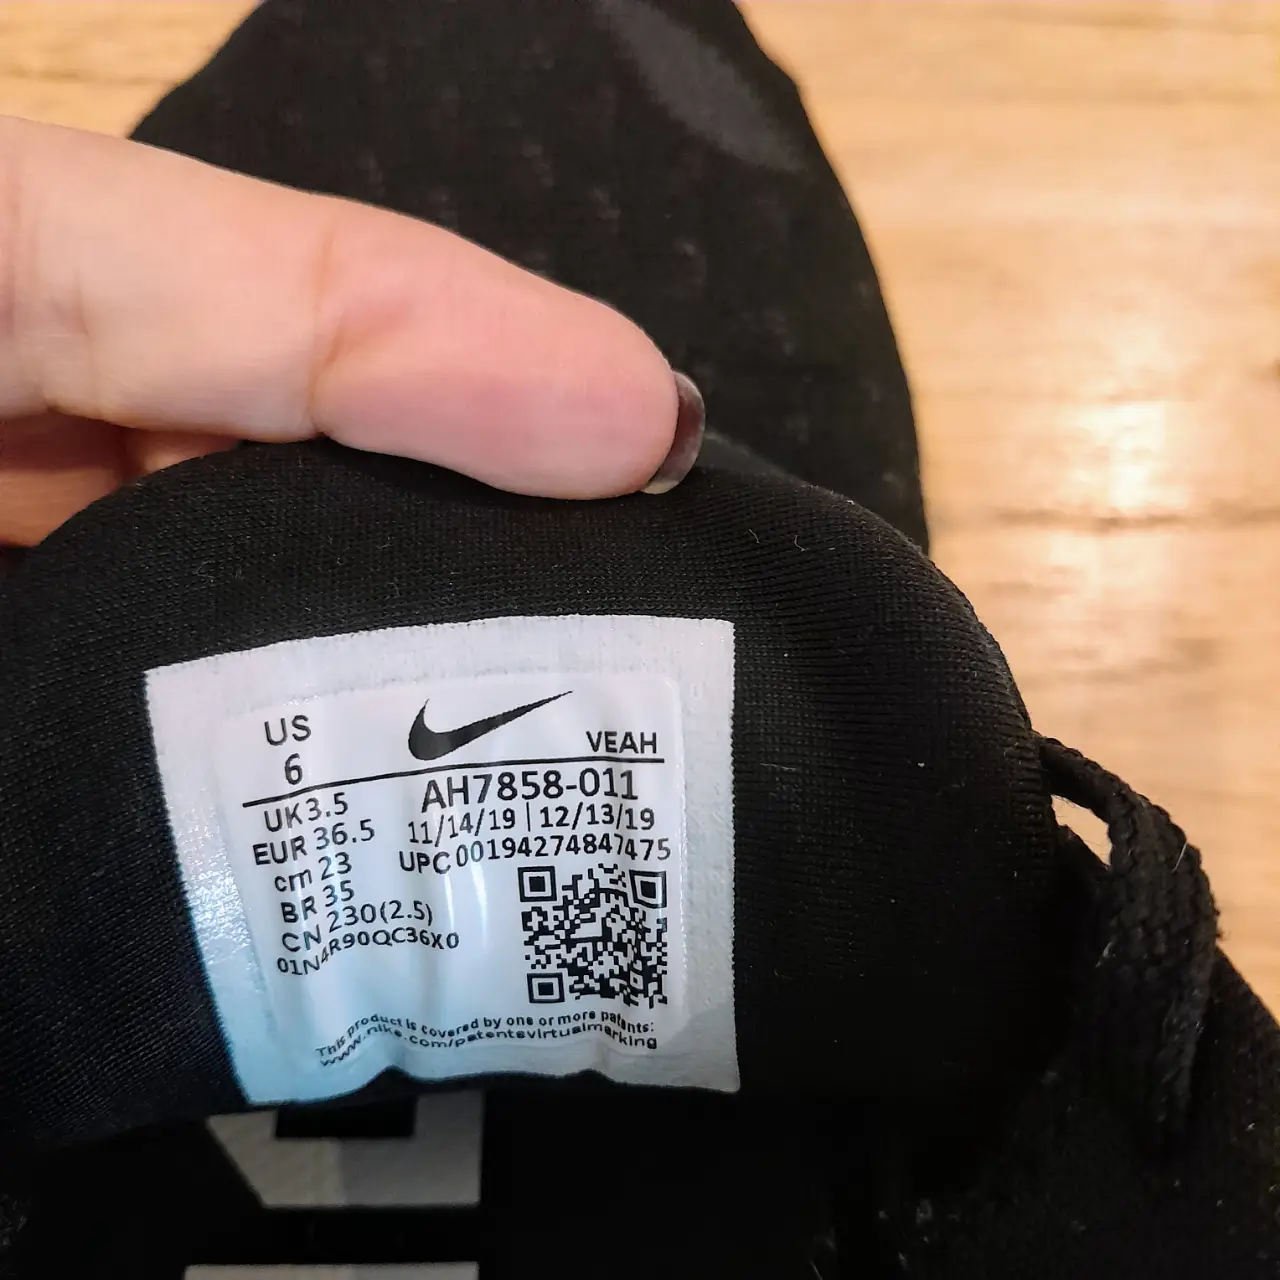 US
6
VEAH
UK 3.5
EUR 36.5
cm 23
BR 35
CN 230(2.5)
01N4R90QC36X0
AH7858-011
11/14/19 | 12/13/19
UPC 00194274847475
This product is covered by one or more patents:
www.nike.com/patentsvirtualmarking